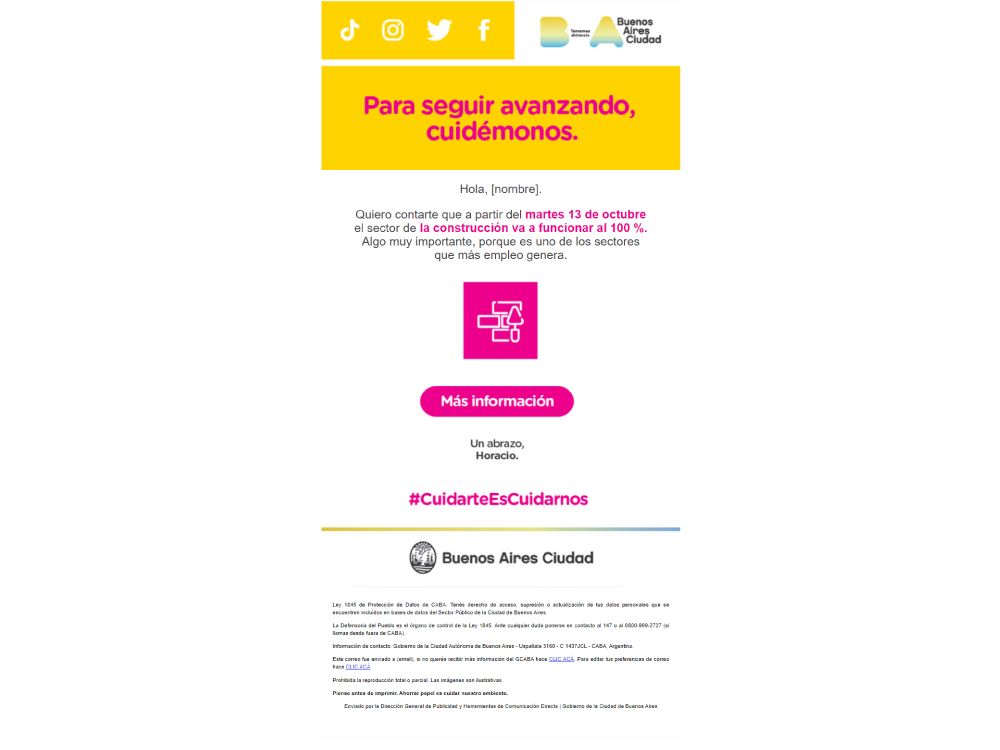 Tomamos
distancia
Buenos
Aires
Ciudad
Para seguir avanzando,
cuidémonos.
Hola, [nombre].
Quiero contarte que a partir del martes 13 de octubre
el sector de la construcción va a funcionar al 100 %.
Algo muy importante, porque es uno de los sectores
que más empleo genera.
Más información
Un abrazo,
Horacio.
#CuidarteEsCuidarnos
Buenos Aires Ciudad
Ley 1845 de Protección de Datos de CABA. Tenés derecho de acceso, supresión o actualización de tus datos personales que se
encuentren incluidos en bases de datos del Sector Público de la Ciudad de Buenos Aires.
La Defensoría del Pueblo es el órgano de control de la Ley 1845. Ante cualquier duda ponerse en contacto al 147 o al 0800-999-2727 (si
llamas desde fuera de CABA).
Información de contacto: Gobierno de la Ciudad Autónoma de Buenos Aires - Uspallata 3160 - C 1437JCL - CABA, Argentina.
Este correo fue enviado a (email), si no querés recibir más información del GCABA hace CLIC ACÁ. Para editar tus preferencias de correo
hace CLIC ACÁ.
Prohibida la reproducción total o parcial. Las imágenes son ilustrativas.
Piense antes de imprimir. Ahorrar papel es cuidar nuestro ambiente.
Enviado por la Dirección General de Publicidad y Herramientas de Comunicación Directa | Gobierno de la Ciudad de Buenos Aires